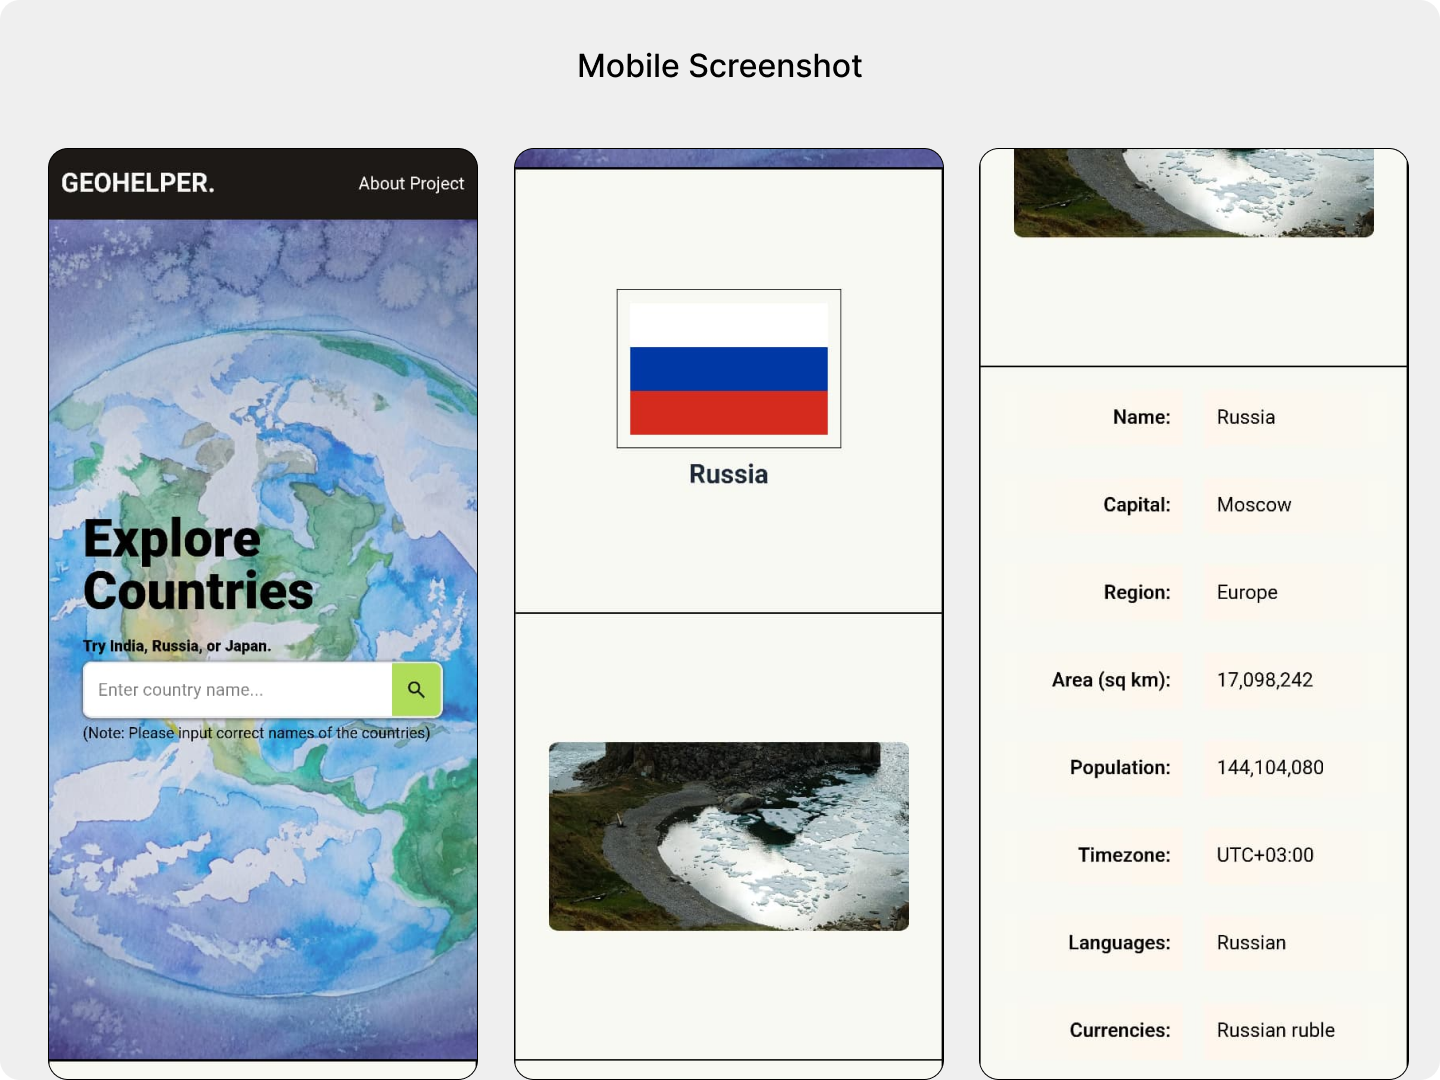 Mobile Screenshot
GEOHELPER.
About Project
Explore
Countries
Try India, Russia, or Japan.
Enter country name...
(Note: Please input correct names of the countries)
Russia
Name: Russia
Capital: Moscow
Region: Europe
Area (sq km): 17,098,242
Population: 144,104,080
Timezone: UTC+03:00
Languages: Russian
Currencies: Russian ruble